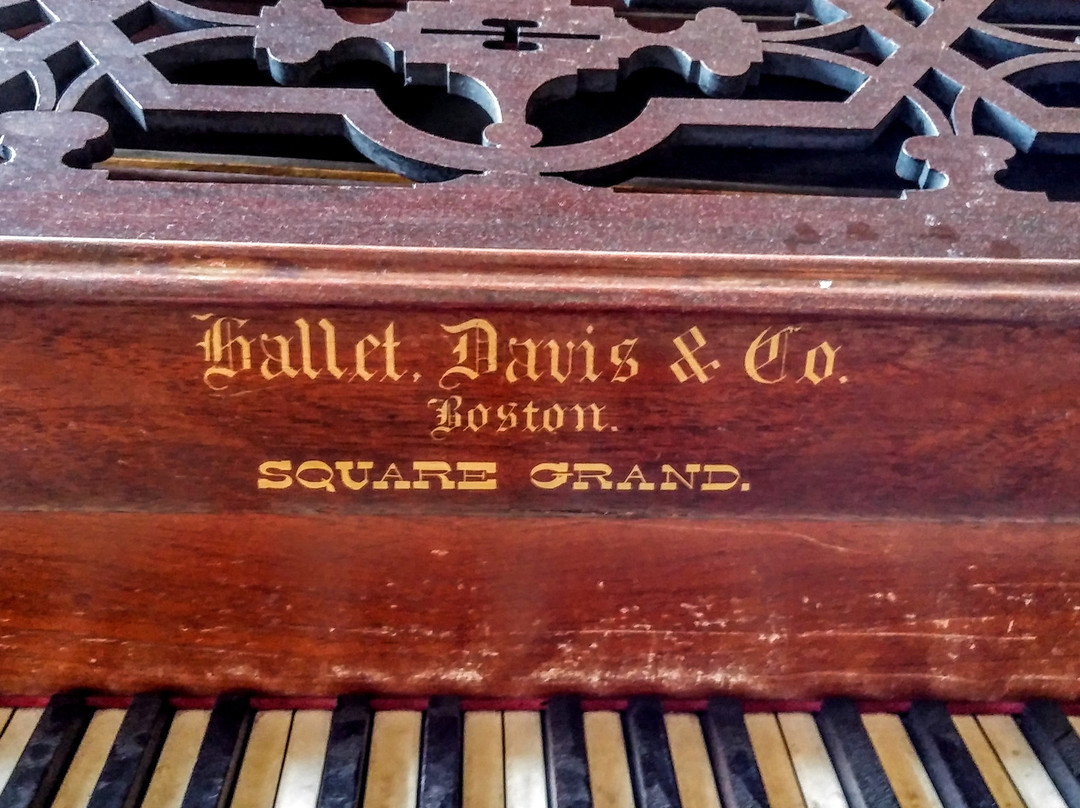 Hallet, Davis & Co.
Boston.
SQUARE GRAND.